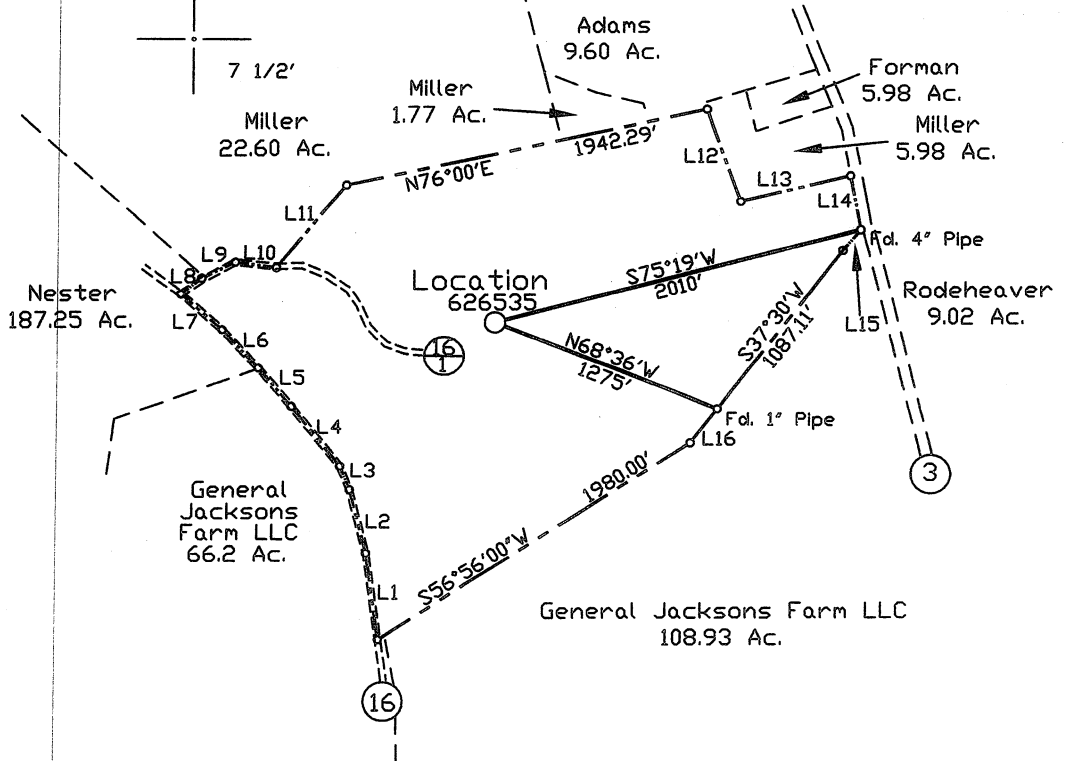 Adams
9.60 Ac.
7 1/2'
Forman
5.98 Ac.
Miller
1.77 Ac.
Miller
22.60 Ac.
Miller
5.98 Ac.
1942.29'
N76°00'E
L12
L13
L14
L11
L9
L10
L8
Fd. 4" Pipe
S75°19'W
2010'
Location
626535
Nester
187.25 Ac.
Rodeheaver
9.02 Ac.
L7
L6
L15
S37°30'W
1087.11'
N68°36'W
1275'
16
1
L5
L4
Fd. 1" Pipe
L16
L3
1980.00'
3
General
Jacksons
Farm LLC
66.2 Ac.
L2
S56°56'00"W
L1
General Jacksons Farm LLC
108.93 Ac.
16